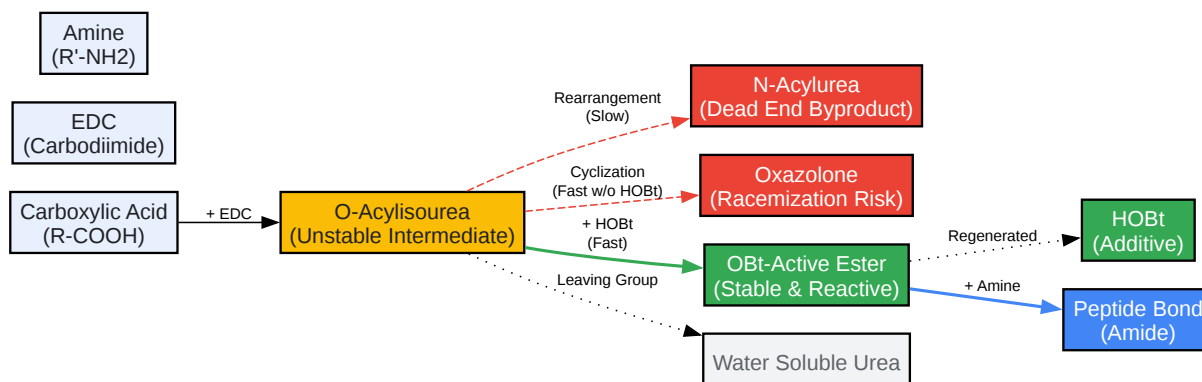 Amine
(R'-NH2)
EDC
(Carbodiimide)
Carboxylic Acid
(R-COOH)
+ EDC
O-Acylisourea
(Unstable Intermediate)
Rearrangement
(Slow)
N-Acylurea
(Dead End Byproduct)
Cyclization
(Fast w/o HOBt)
Oxazolone
(Racemization Risk)
+ HOBt
(Fast)
OBt-Active Ester
(Stable & Reactive)
Leaving Group
Water Soluble Urea
Regenerated
HOBt
(Additive)
+ Amine
Peptide Bond
(Amide)